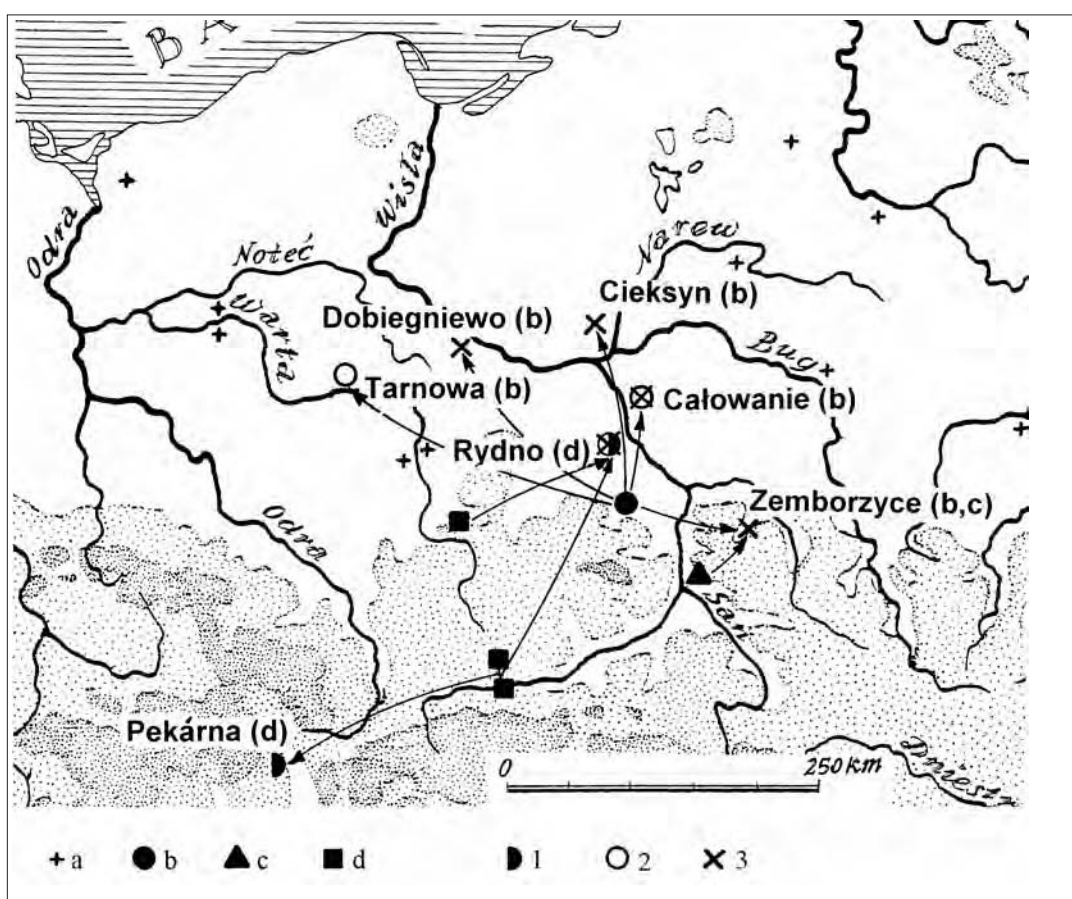 B A
Odra
Wisła
Noteć
Narew
Cieksyn (b)
Warta
Dobiegniewo (b)
Bug
Tarnowa (b)
Całowanie (b)
Rydno (d)
Zemborzyce (b,c)
Odra
San
Pekárna (d)
0 250 km
Dniestr
+ a b c d 1 2 3